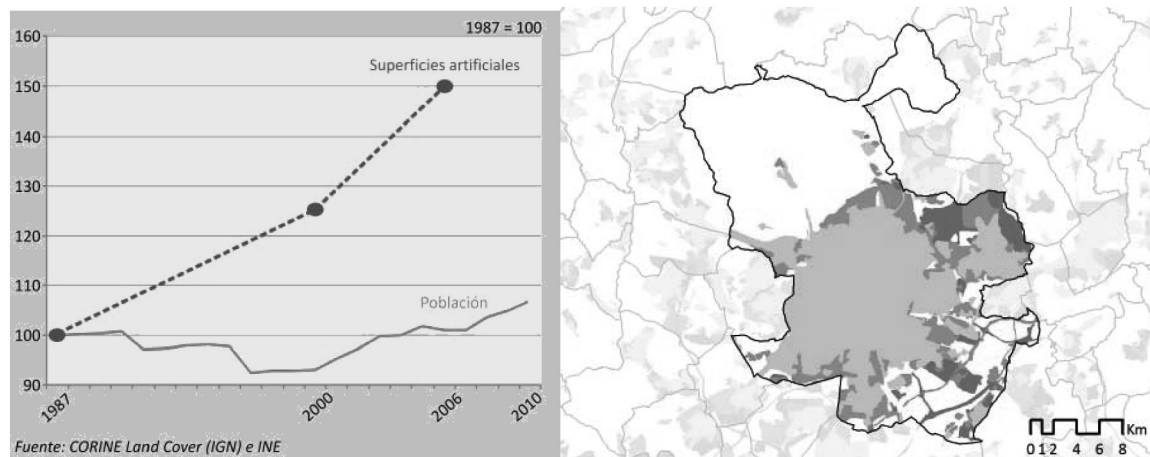 1987 = 100
160
150
140
130
120
110
100
90
Superficies artificiales
Población
1987
2000
2006
2010
Fuente: CORINE Land Cover (IGN) e INE
Km
0 1 2 4 6 8